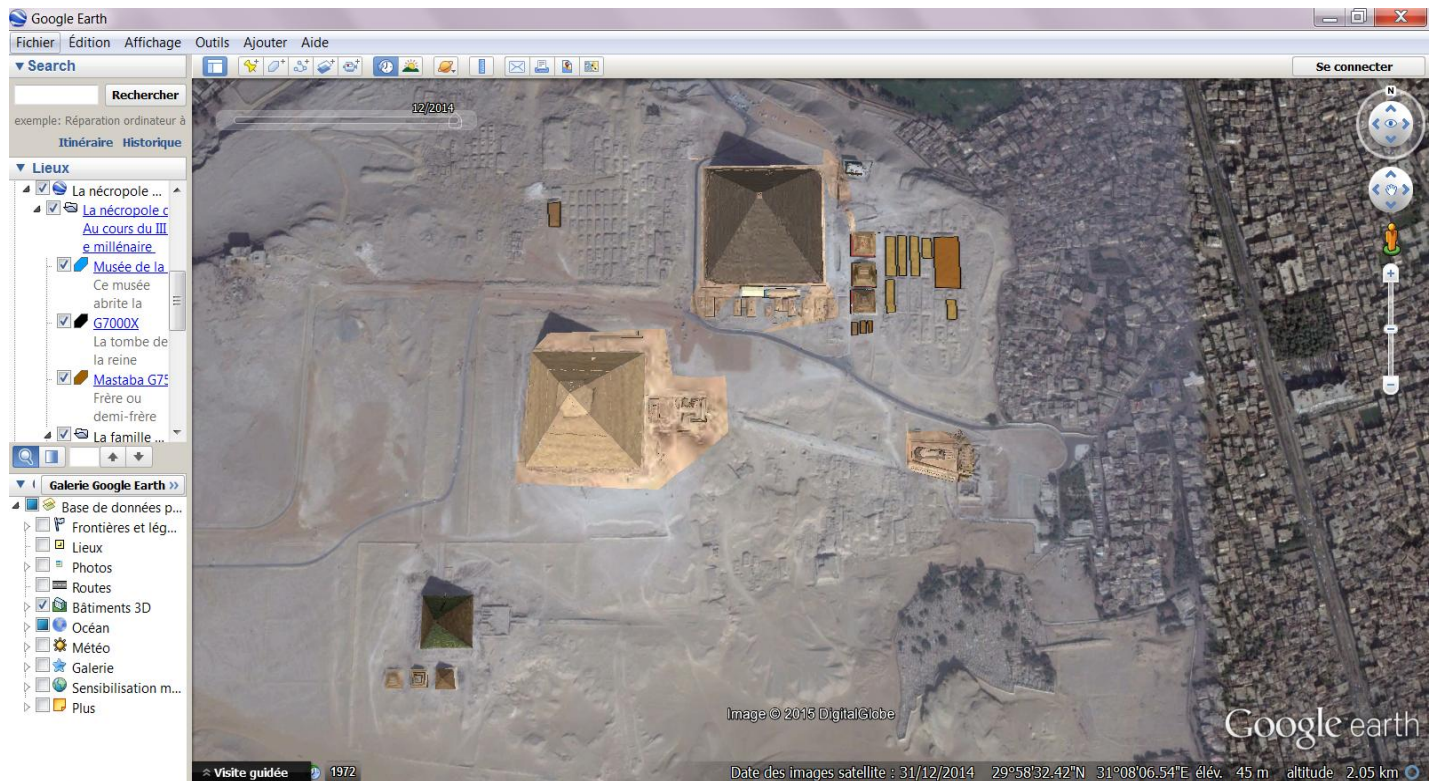 Google Earth
Fichier Édition Affichage Outils Ajouter Aide
Search
Rechercher
exemple: Réparation ordinateur à
Itinéraire Historique
Lieux
La nécropole ...
La nécropole d
Au cours du III
e millénaire
Musée de la
Ce musée
abrite la
G7000X
La tombe de
la reine
Mastaba G75
Frère ou
demi-frère
La famille ...
Galerie Google Earth >>
Base de données p...
Frontières et lég...
Lieux
Photos
Routes
Bâtiments 3D
Océan
Météo
Galerie
Sensibilisation m...
Plus
Se connecter
12/2014
N
Image © 2015 DigitalGlobe
Google earth
Visite guidée 1972
Date des images satellite : 31/12/2014 29°58'32.42"N 31°08'06.54"E élév. 45 m altitude 2.05 km